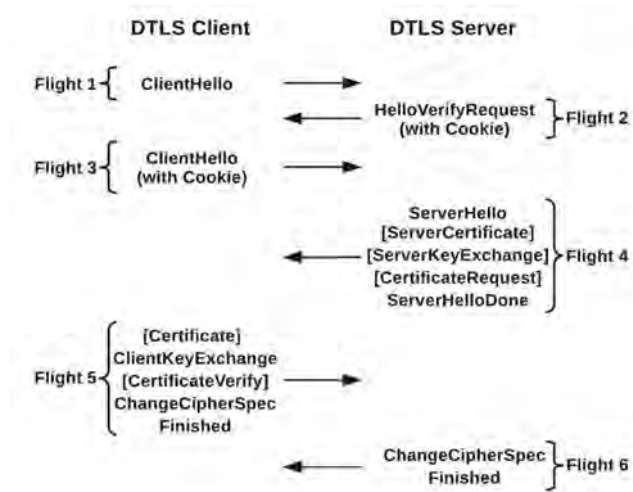 DTLS Client DTLS Server
Flight 1 ClientHello
HelloVerifyRequest
(with Cookie) Flight 2
Flight 3 ClientHello
(with Cookie)
ServerHello
[ServerCertificate]
[ServerKeyExchange] Flight 4
[CertificateRequest]
ServerHelloDone
[Certificate]
ClientKeyExchange
Flight 5 [CertificateVerify]
ChangeCipherSpec
Finished
ChangeCipherSpec
Finished Flight 6